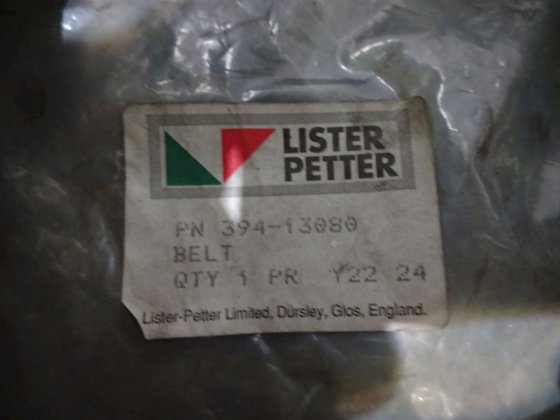 LISTER
PETTER
PN 394-13080
BELT
QTY 1 PR Y22 24
Lister-Petter Limited, Dursley, Glos, England.